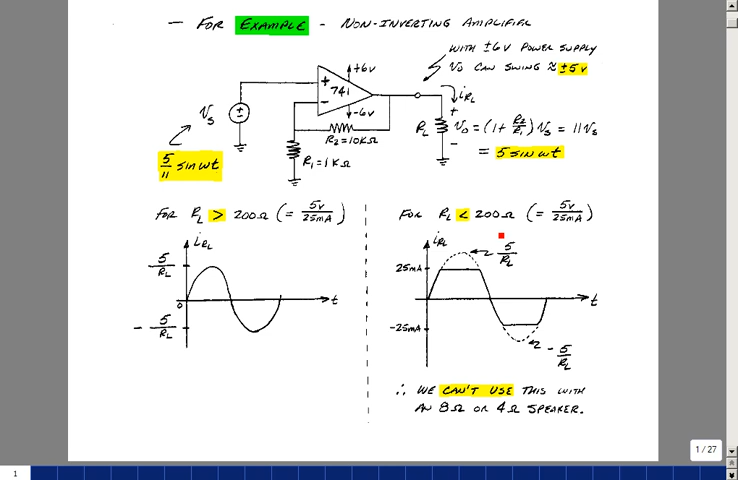 — FOR EXAMPLE - NON-INVERTING AMPLIFIER
WITH ±6V POWER SUPPLY
VO CAN SWING ≈ ±5V
+6V
+
741
-
-6V
iRL
VS
+
-
R2=10KΩ
R1=1KΩ
RL
+
-
VO = (1+ R2/R1)VS = 11VS
= 5 sin ωt
5/11 sin ωt
FOR RL > 200Ω (= 5V/25mA)
iRL
5/RL
0
t
- 5/RL
FOR RL < 200Ω (= 5V/25mA)
iRL
5/RL
25mA
t
-25mA
- 5/RL
∴ WE CAN'T USE THIS WITH
AN 8Ω OR 4Ω SPEAKER.
1 / 27
1